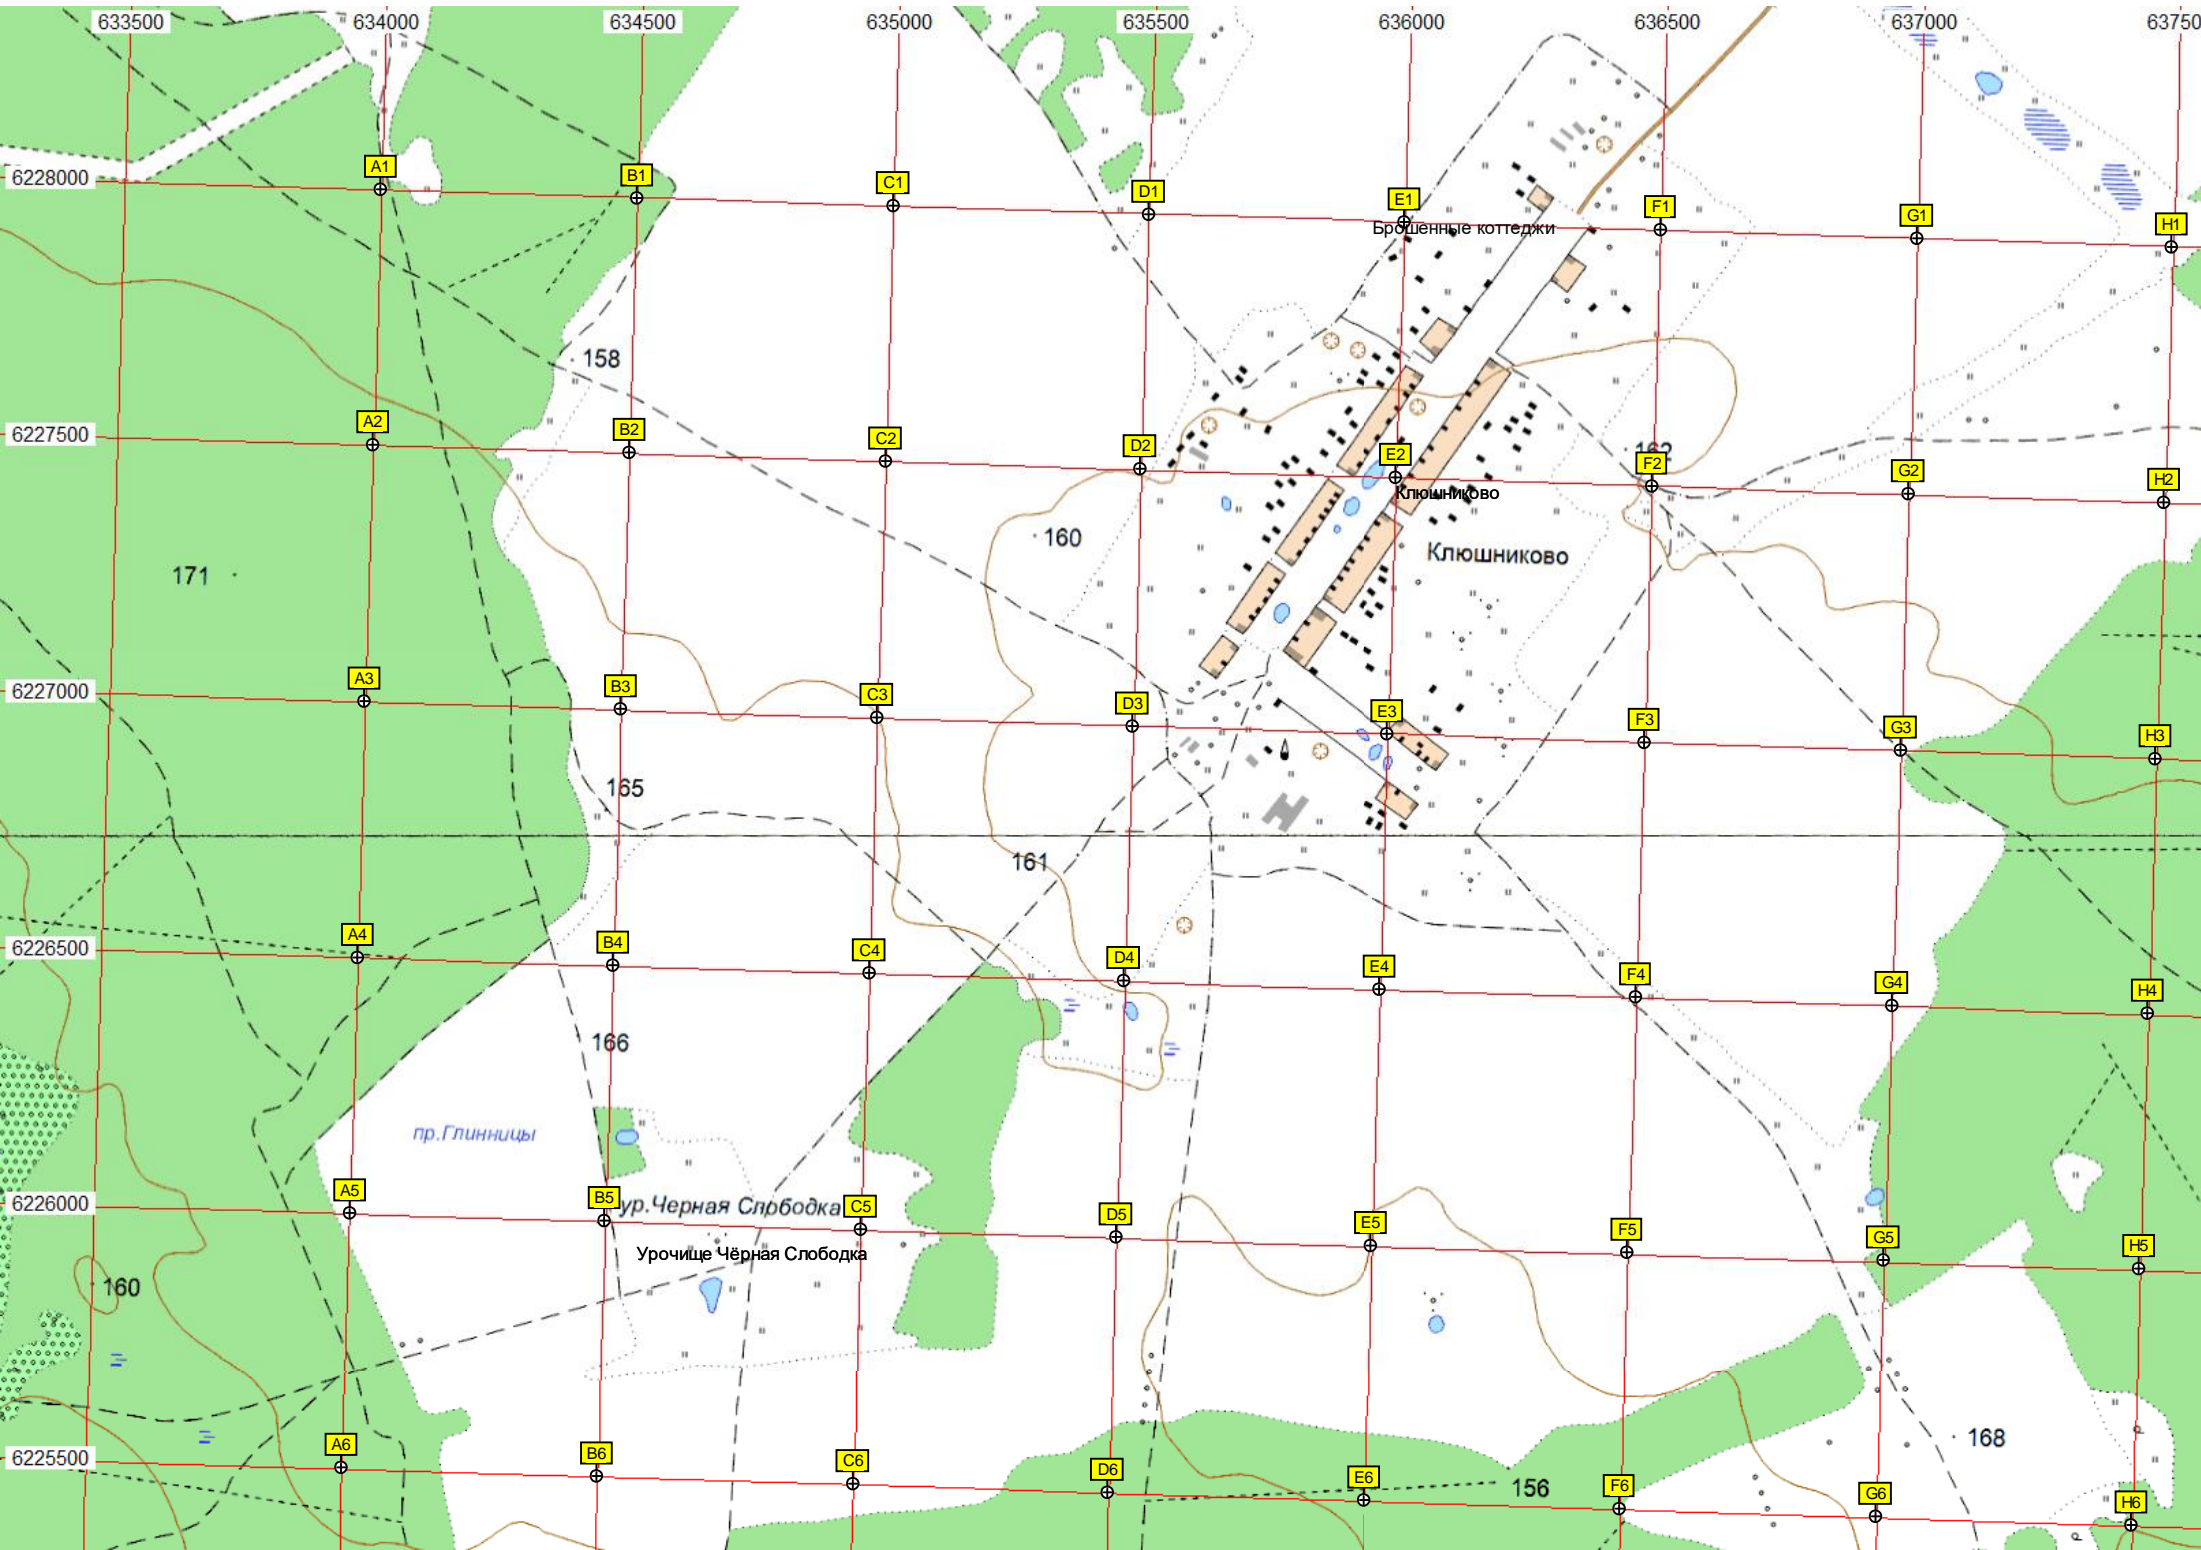 633500 634000 634500 635000 635500 636000 636500 637000 63750
6228000 A1 B1 C1 D1 E1 F1 G1 H1
Брошенные коттеджи
158
6227500 A2 B2 C2 D2 E2 F2 G2 H2
162
Клюшниково
160
Клюшниково
171
6227000 A3 B3 C3 D3 E3 F3 G3 H3
165
161
6226500 A4 B4 C4 D4 E4 F4 G4 H4
166
пр.Глинницы
6226000 A5 B5 C5 D5 E5 F5 G5 H5
ур.Черная Слободка
Урочище Чёрная Слободка
160
168
6225500 A6 B6 C6 D6 E6 F6 G6 H6
156